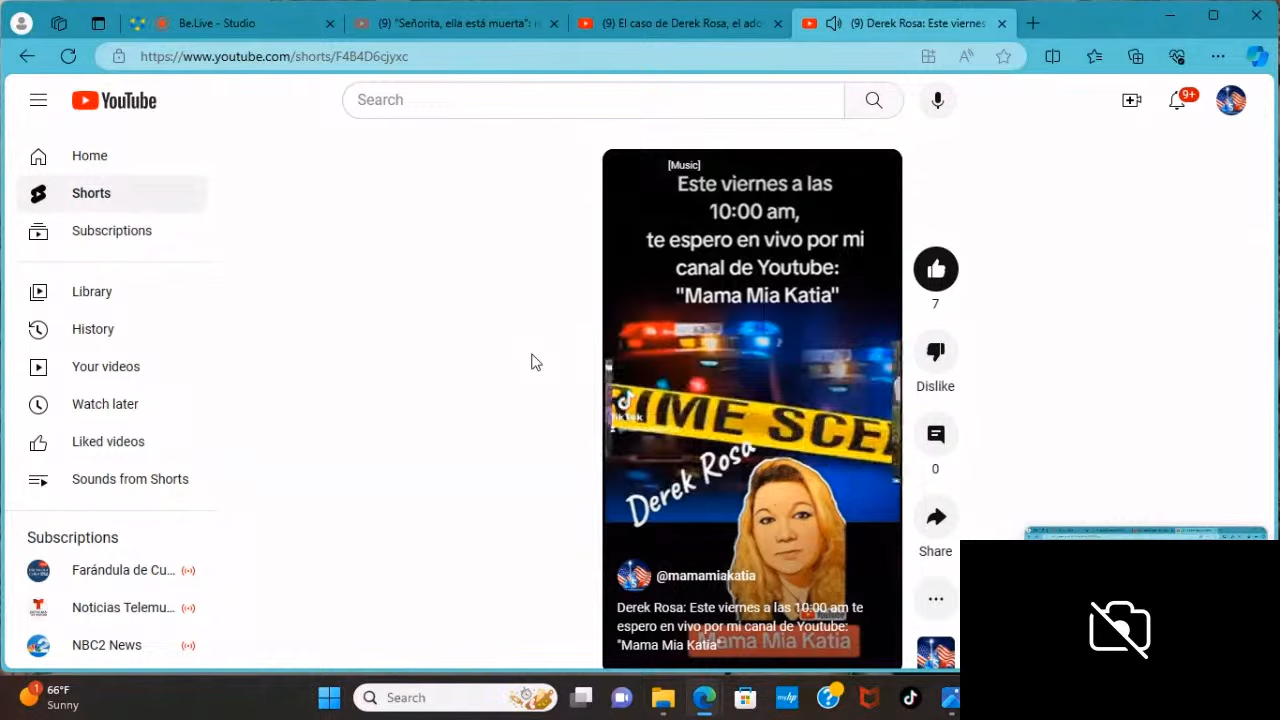 Be.Live - Studio
(9) "Señorita, ella está muerta":
(9) El caso de Derek Rosa, el ado
(9) Derek Rosa: Este viernes
https://www.youtube.com/shorts/F4B4D6cjyxc
YouTube
Search
9+
Home
Shorts
Subscriptions
Library
History
Your videos
Watch later
Liked videos
Sounds from Shorts
Subscriptions
Farándula de Cu...
Noticias Telemu...
NBC2 News
[Music]
Este viernes a las
10:00 am,
te espero en vivo por mi
canal de Youtube:
"Mama Mia Katia"
TikTok
IME SCE
Derek Rosa
@mamamiakatia
Derek Rosa: Este viernes a las 10:00 am te
espero en vivo por mi canal de Youtube:
"Mama Mia Katia"
Mama Mia Katia
7
Dislike
0
Share
1
66°F
Sunny
Search